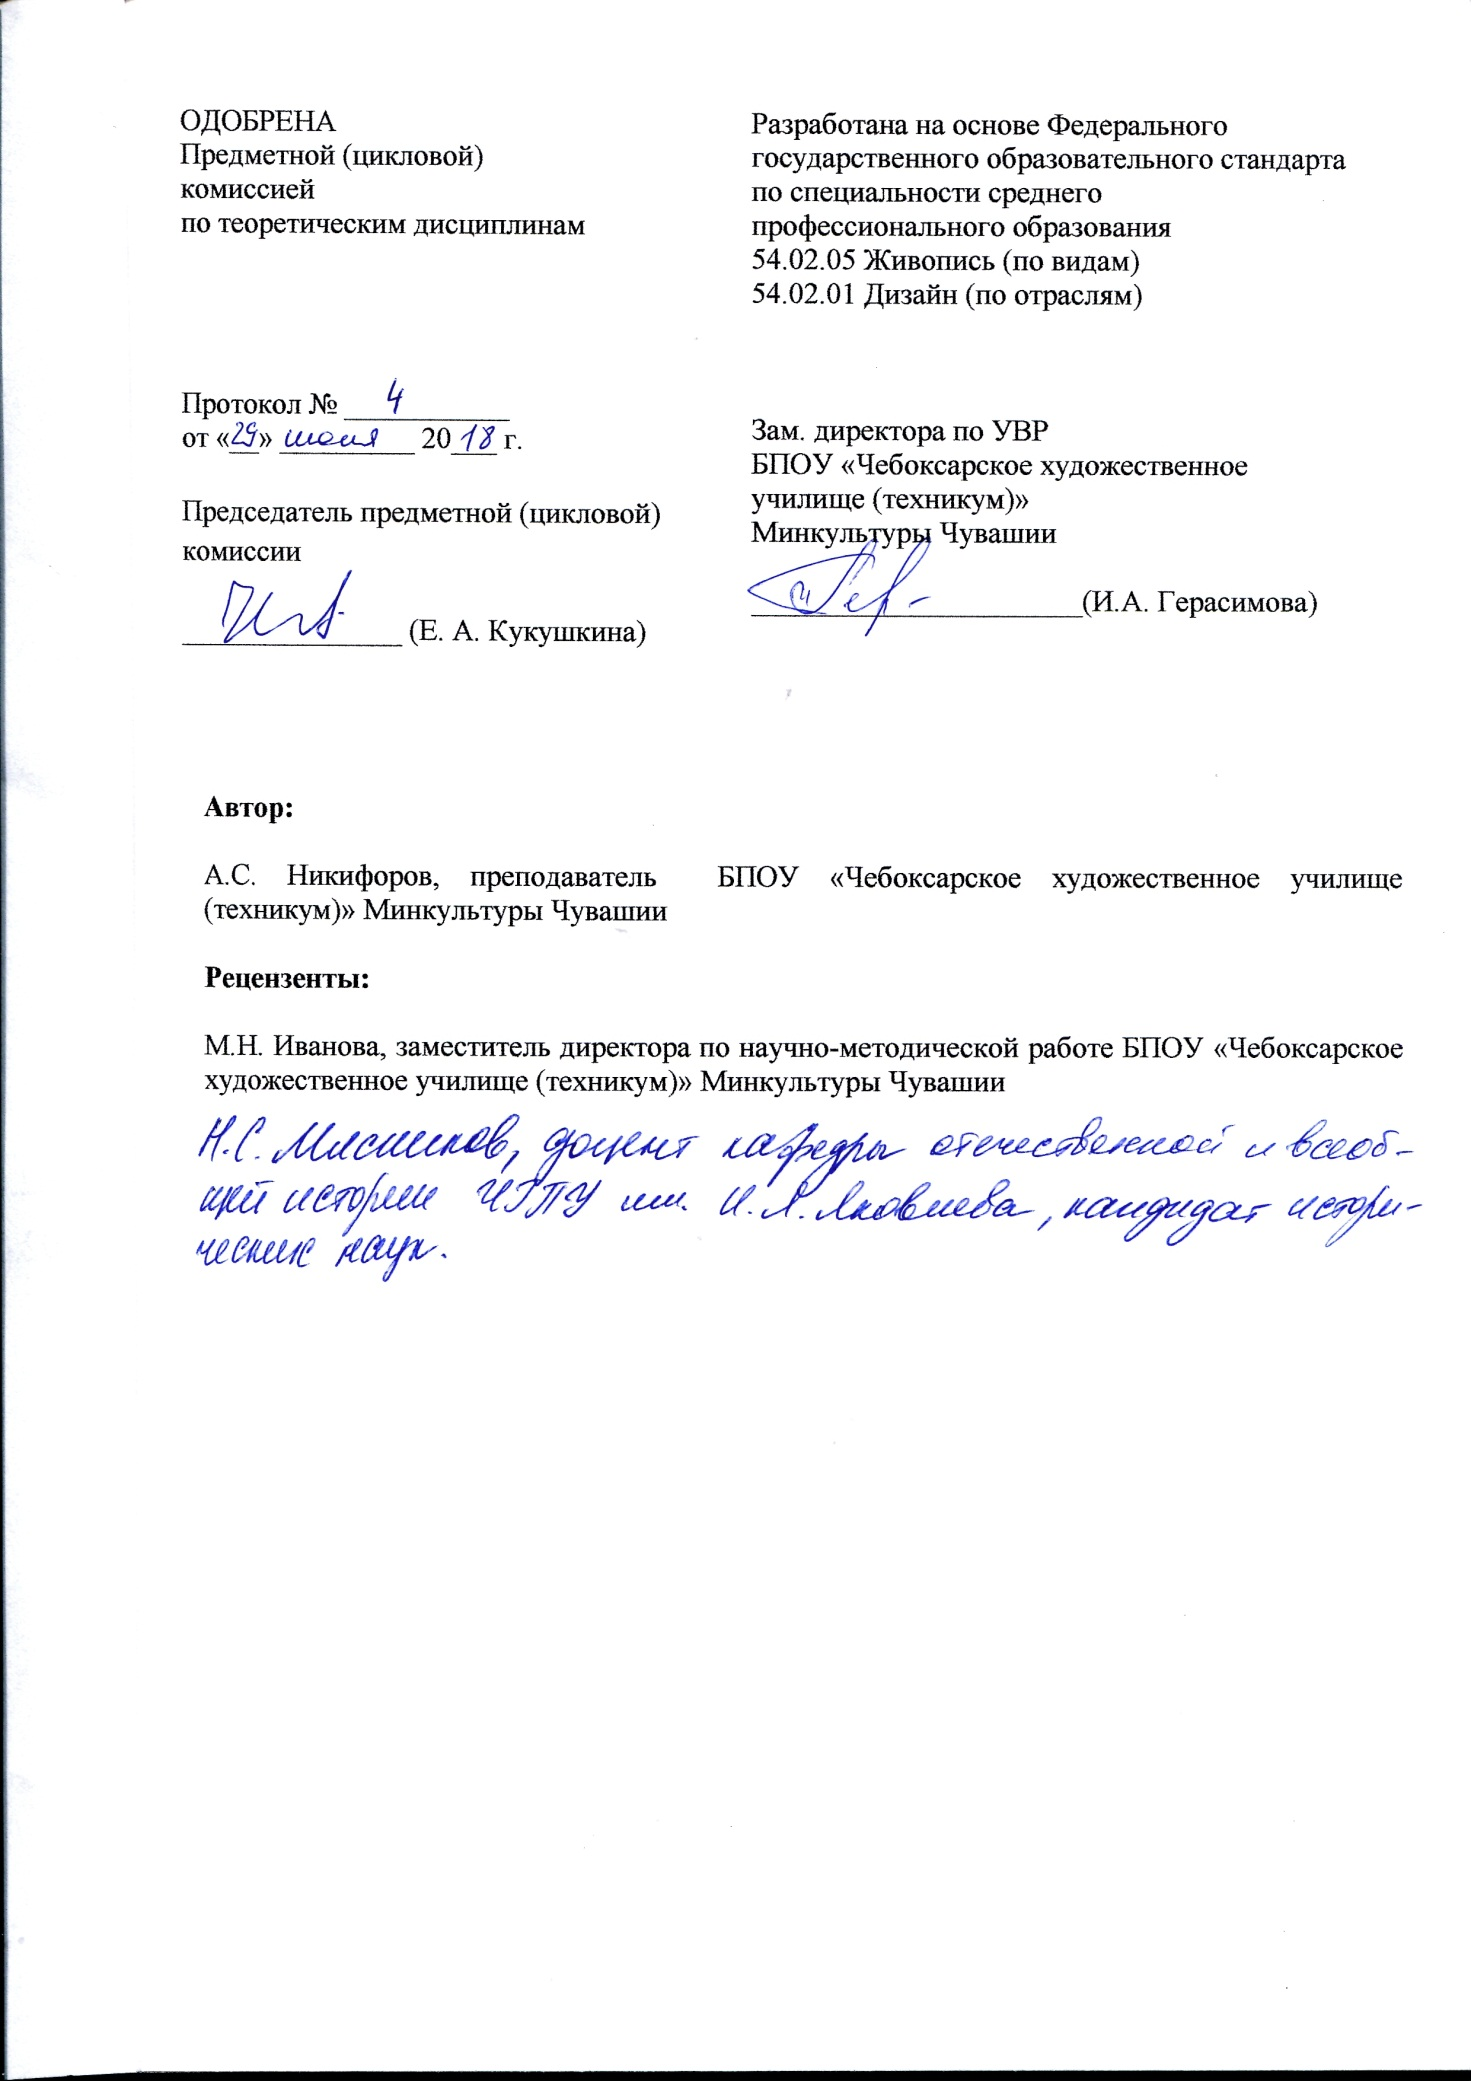 ОДОБРЕНА
Предметной (цикловой)
комиссией
по теоретическим дисциплинам
Разработана на основе Федерального
государственного образовательного стандарта
по специальности среднего
профессионального образования
54.02.05 Живопись (по видам)
54.02.01 Дизайн (по отраслям)
Протокол № 4
от «29» 2018 г.
Председатель предметной (цикловой)
комиссии
(Е. А. Кукушкина)
Зам. директора по УВР
БПОУ «Чебоксарское художественное
училище (техникум)»
Минкультуры Чувашии
(И.А. Герасимова)
Автор:
А.С. Никифоров, преподаватель БПОУ «Чебоксарское художественное училище
(техникум)» Минкультуры Чувашии
Рецензенты:
М.Н. Иванова, заместитель директора по научно-методической работе БПОУ «Чебоксарское
художественное училище (техникум)» Минкультуры Чувашии
Н.С. Мясников, доцент кафедры отечественной и всеоб-
щей истории ЧГПУ им. И.Я. Яковлева, кандидат истори-
ческих наук.